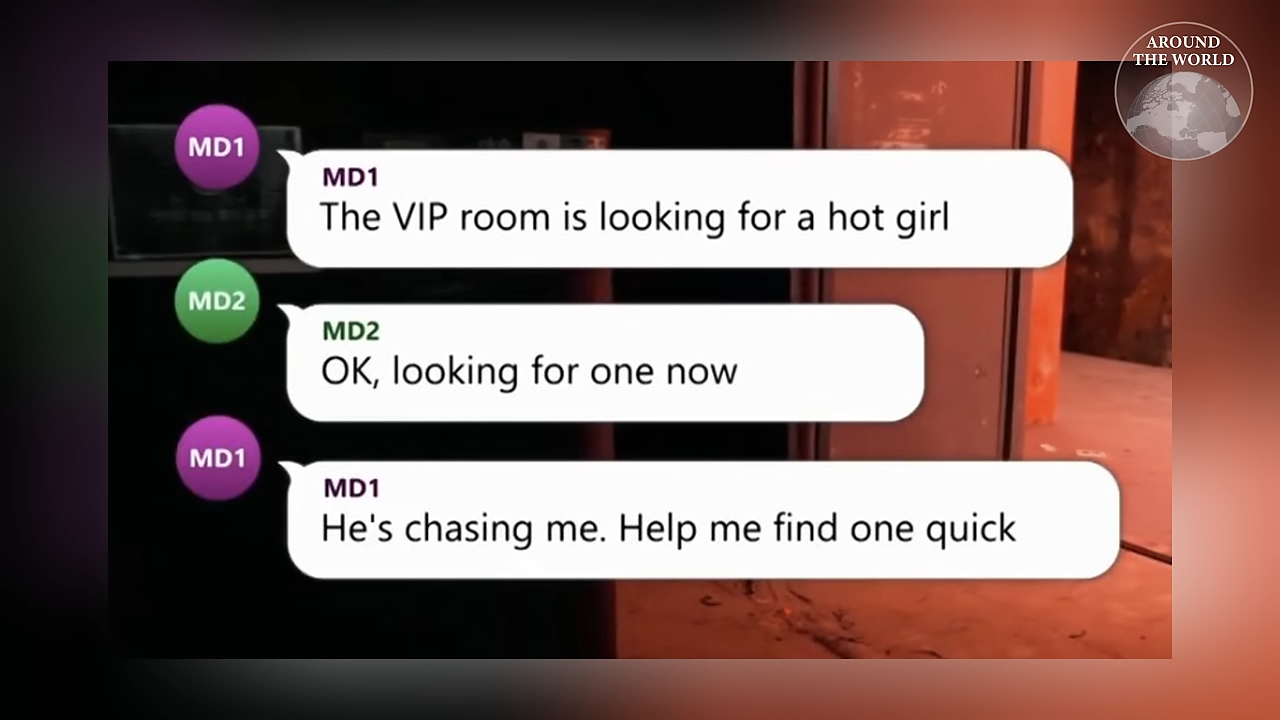 AROUND
THE WORLD
MD1
MD1
The VIP room is looking for a hot girl
MD2
MD2
OK, looking for one now
MD1
MD1
He's chasing me. Help me find one quick